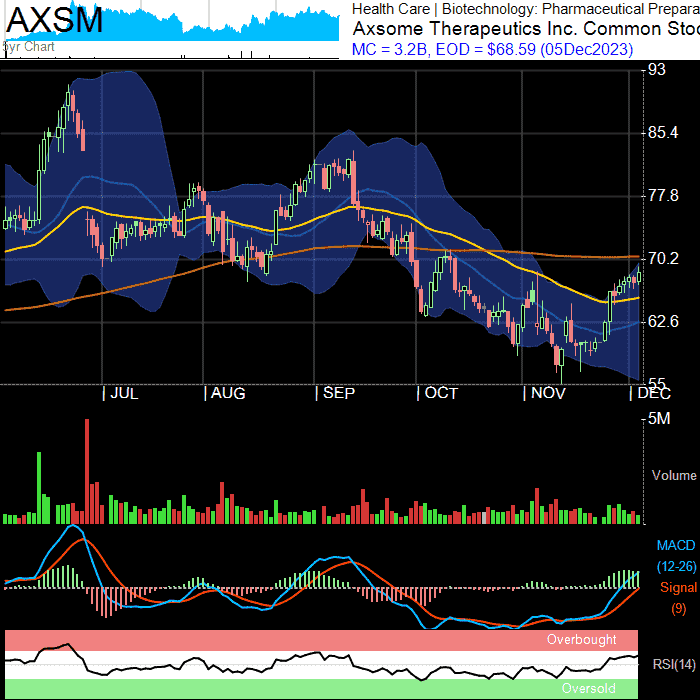 AXSM
5yr Chart
Health Care | Biotechnology: Pharmaceutical Prepara
Axsome Therapeutics Inc. Common Stoc
MC = 3.2B, EOD = $68.59 (05Dec2023)
93
85.4
77.8
70.2
62.6
55
JUL AUG SEP OCT NOV DEC
5M
Volume
MACD
(12-26)
Signal
(9)
Overbought
RSI(14)
Oversold